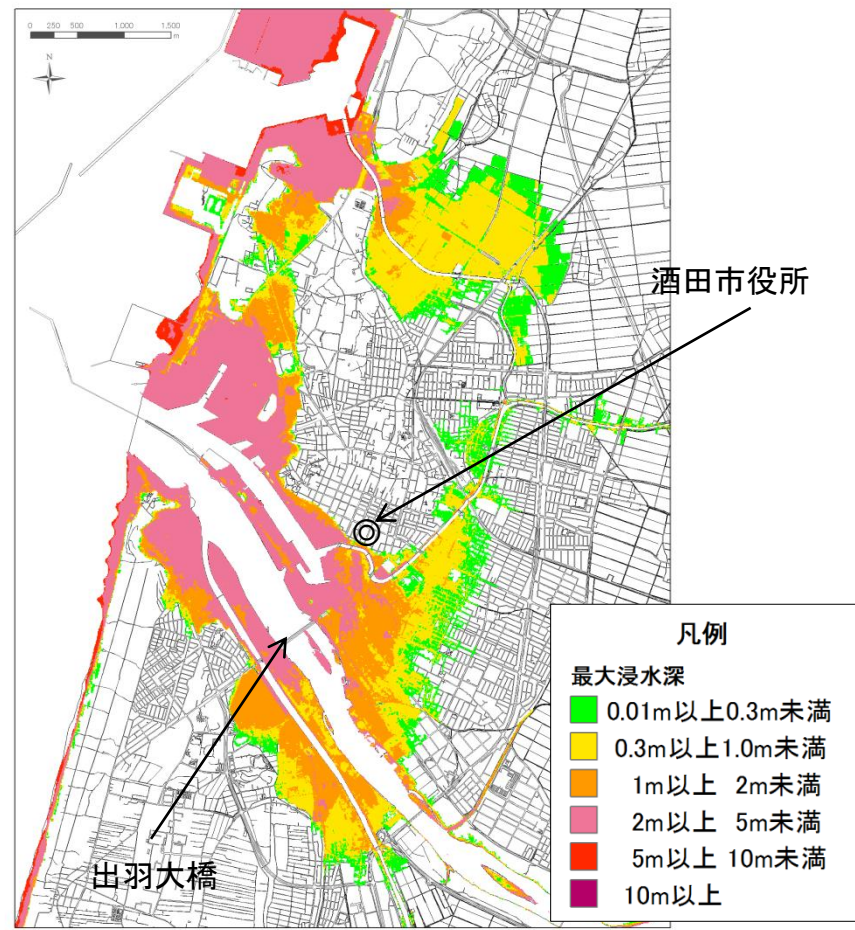 0 250 500 1.000 1.500
m
N
酒田市役所
出羽大橋
凡例
最大浸水深
0.01m以上0.3m未満
0.3m以上1.0m未満
1m以上 2m未満
2m以上 5m未満
5m以上 10m未満
10m以上